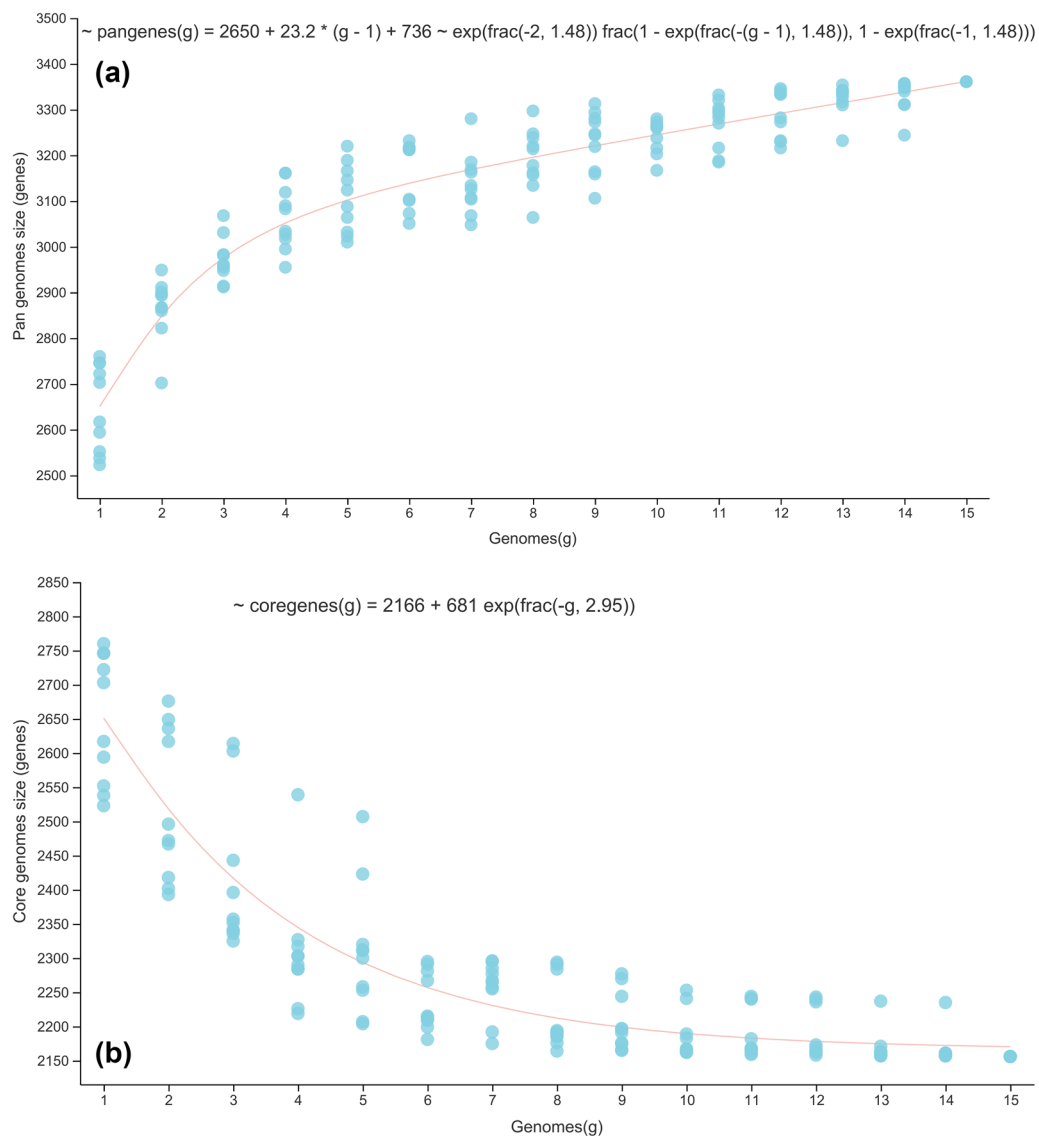 ~ pangenes(g) = 2650 + 23.2 * (g - 1) + 736 ~ exp(frac(-2, 1.48)) frac(1 - exp(frac(-(g - 1), 1.48)), 1 - exp(frac(-1, 1.48)))
(a)
Pan genomes size (genes)
3500
3400
3300
3200
3100
3000
2900
2800
2700
2600
2500
1 2 3 4 5 6 7 8 9 10 11 12 13 14 15
Genomes(g)
~ coregenes(g) = 2166 + 681 exp(frac(-g, 2.95))
(b)
Core genomes size (genes)
2850
2800
2750
2700
2650
2600
2550
2500
2450
2400
2350
2300
2250
2200
2150
1 2 3 4 5 6 7 8 9 10 11 12 13 14 15
Genomes(g)